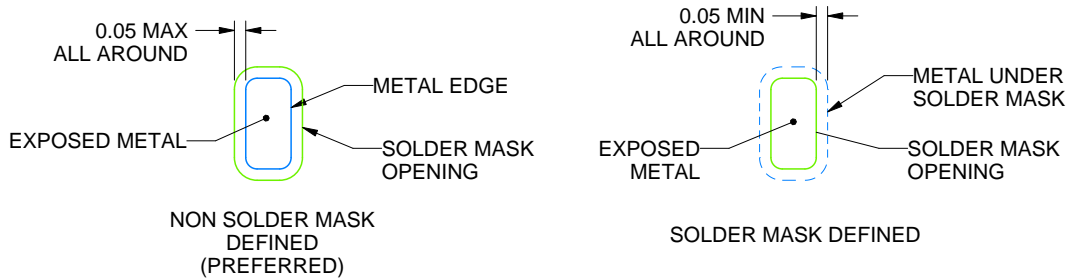 0.05 MAX
ALL AROUND
METAL EDGE
EXPOSED METAL
SOLDER MASK
OPENING
NON SOLDER MASK
DEFINED
(PREFERRED)
0.05 MIN
ALL AROUND
METAL UNDER
SOLDER MASK
EXPOSED
METAL
SOLDER MASK
OPENING
SOLDER MASK DEFINED